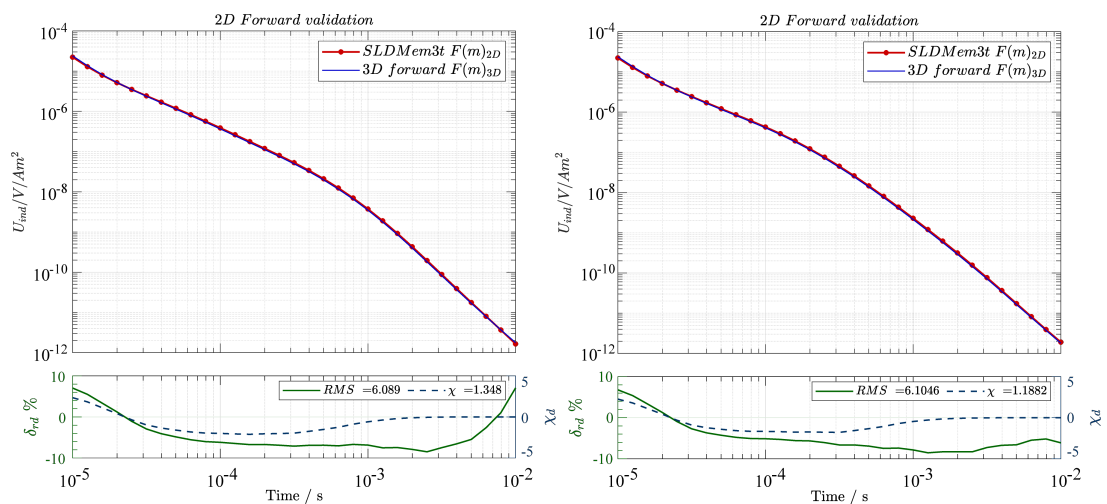 2D Forward validation
SLDMem3t F(m)2D
3D forward F(m)3D
10-4
10-6
10-8
10-10
10-12
Uind/V/Am2
RMS =6.089
χ =1.348
10
0
-10
δrd %
5
0
-5
χd
10-5
10-4
10-3
10-2
Time / s
2D Forward validation
SLDMem3t F(m)2D
3D forward F(m)3D
10-4
10-6
10-8
10-10
10-12
Uind/V/Am2
RMS =6.1046
χ =1.1882
10
0
-10
δrd %
5
0
-5
χd
10-5
10-4
10-3
10-2
Time / s